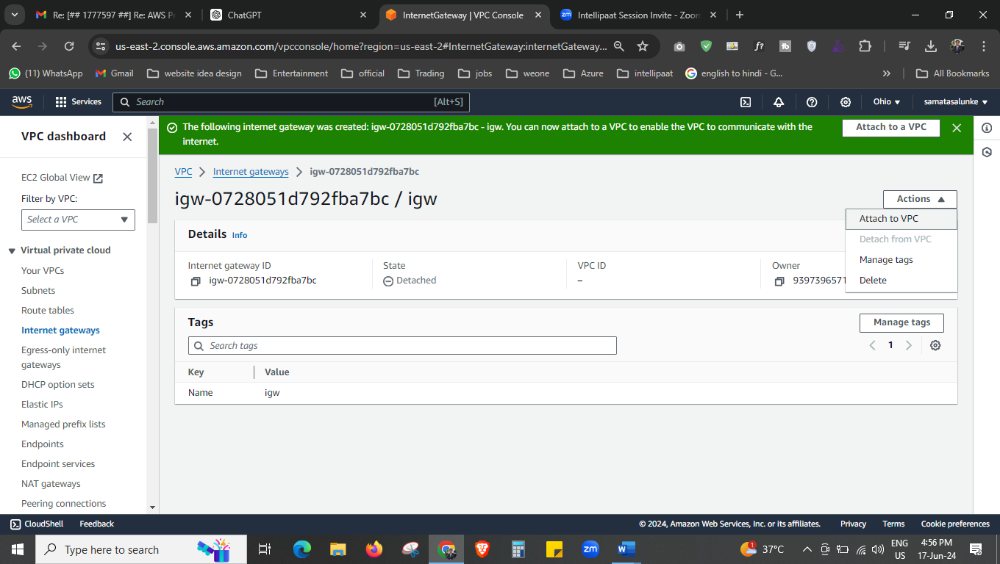 Re: [## 1777597 ##] Re: AWS Pr
ChatGPT
InternetGateway | VPC Console
Intellipaat Session Invite - Zoom
us-east-2.console.aws.amazon.com/vpcconsole/home?region=us-east-2#InternetGateway:internetGateway...
(11) WhatsApp
Gmail
website idea design
Entertainment
official
Trading
jobs
weone
Azure
intellipaat
english to hindi - G...
All Bookmarks
aws
Services
Search
[Alt+S]
Ohio
samatasalunke
VPC dashboard
EC2 Global View
Filter by VPC:
Select a VPC
Virtual private cloud
Your VPCs
Subnets
Route tables
Internet gateways
Egress-only internet
gateways
DHCP option sets
Elastic IPs
Managed prefix lists
Endpoints
Endpoint services
NAT gateways
Peering connections
The following internet gateway was created: igw-0728051d792fba7bc - igw. You can now attach to a VPC to enable the VPC to communicate with the
internet.
Attach to a VPC
VPC
Internet gateways
igw-0728051d792fba7bc
igw-0728051d792fba7bc / igw
Actions
Attach to VPC
Detach from VPC
Manage tags
Delete
Details Info
Internet gateway ID
igw-0728051d792fba7bc
State
Detached
VPC ID
–
Owner
9397396571
Tags
Manage tags
Search tags
1
Key
Value
Name
igw
CloudShell
Feedback
© 2024, Amazon Web Services, Inc. or its affiliates.
Privacy
Terms
Cookie preferences
Type here to search
37°C
ENG
US
4:56 PM
17-Jun-24